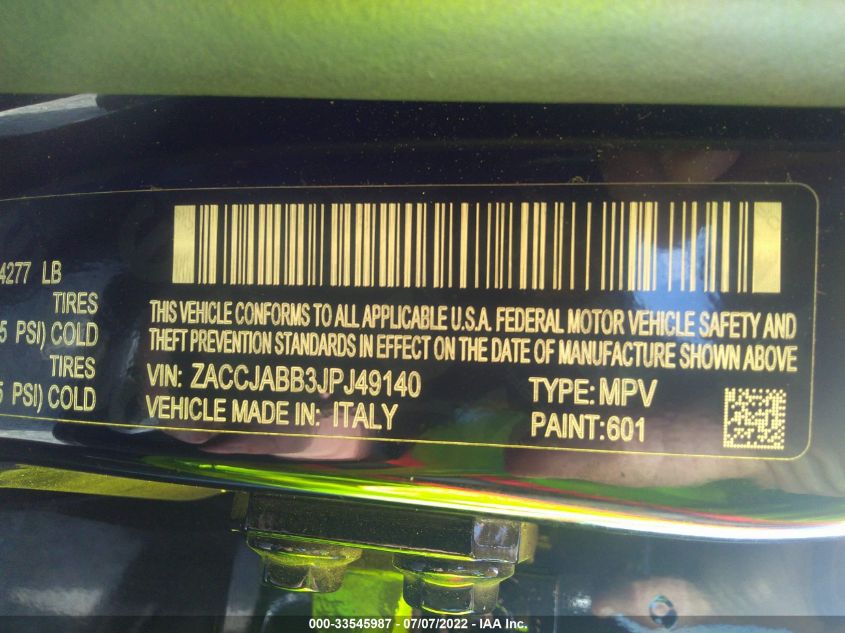 4277 LB
TIRES
5 PSI) COLD
TIRES
5 PSI) COLD
THIS VEHICLE CONFORMS TO ALL APPLICABLE U.S.A. FEDERAL MOTOR VEHICLE SAFETY AND
THEFT PREVENTION STANDARDS IN EFFECT ON THE DATE OF MANUFACTURE SHOWN ABOVE
VIN: ZACCJABB3JPJ49140 TYPE: MPV
VEHICLE MADE IN: ITALY PAINT:601
000-33545987 - 07/07/2022 - IAA Inc.